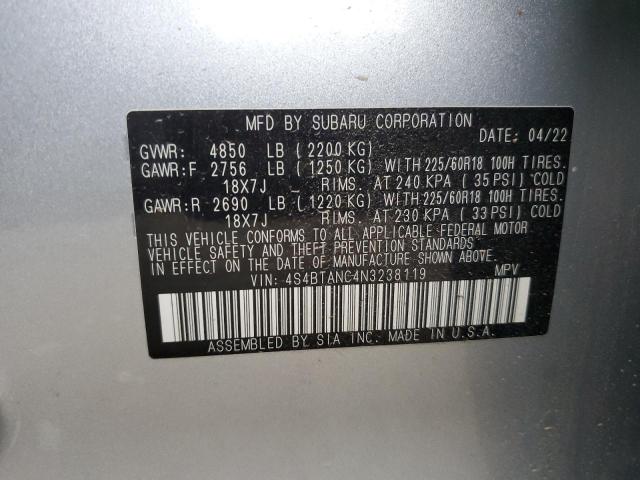 MFD BY SUBARU CORPORATION
DATE: 04/22
GVWR: 4850 LB (2200 KG)
GAWR:F 2756 LB (1250 KG) WITH 225/60R18 100H TIRES.
18X7J RIMS. AT 240 KPA (35 PSI) COLD
GAWR:R 2690 LB (1220 KG) WITH 225/60R18 100H TIRES.
18X7J RIMS. AT 230 KPA (33 PSI) COLD
THIS VEHICLE CONFORMS TO ALL APPLICABLE FEDERAL MOTOR
VEHICLE SAFETY AND THEFT PREVENTION STANDARDS IN EFFECT
ON THE DATE OF MANUFACTURE SHOWN ABOVE.
VIN: 4S4BTANC4N3238119 MPV
ASSEMBLED BY SIA INC. MADE IN U.S.A.